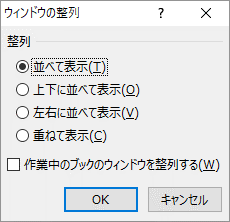 ウィンドウの整列
?
×
整列
並べて表示(T)
上下に並べて表示(O)
左右に並べて表示(V)
重ねて表示(C)
作業中のブックのウィンドウを整列する(W)
OK
キャンセル